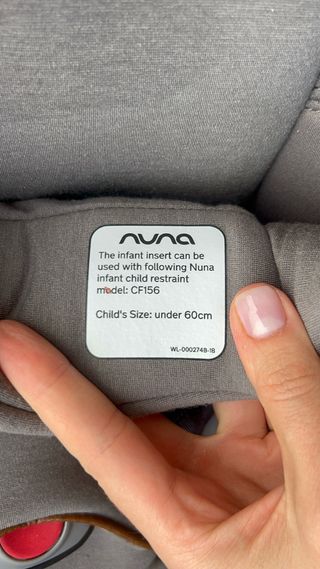 nuna
The infant insert can be
used with following Nuna
infant child restraint
model: CF156
Child's Size: under 60cm
WL-0002748-1B